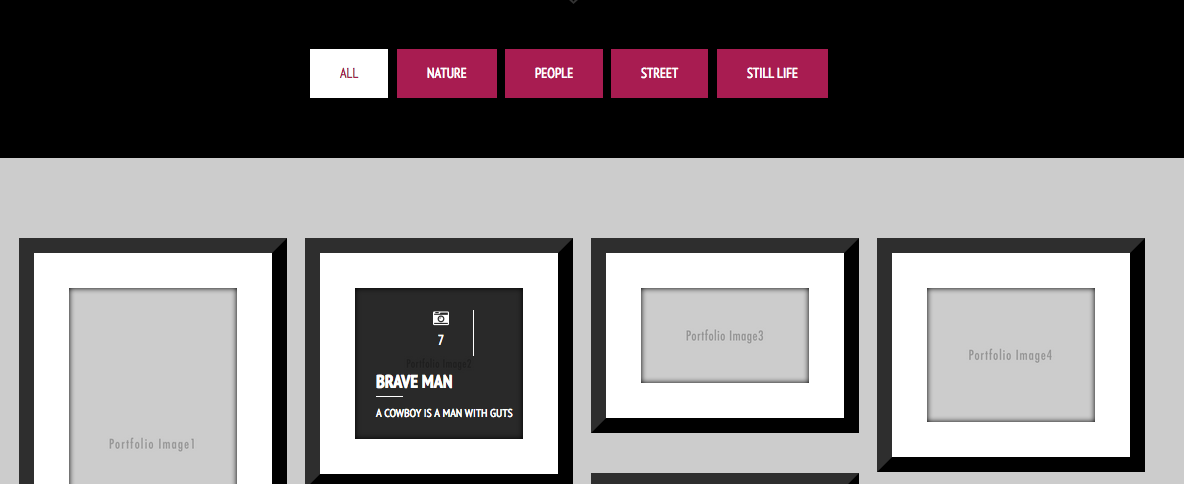 ALL
NATURE
PEOPLE
STREET
STILL LIFE
Portfolio Image1
7
Portfolio Image2
BRAVE MAN
A COWBOY IS A MAN WITH GUTS
Portfolio Image3
Portfolio Image4